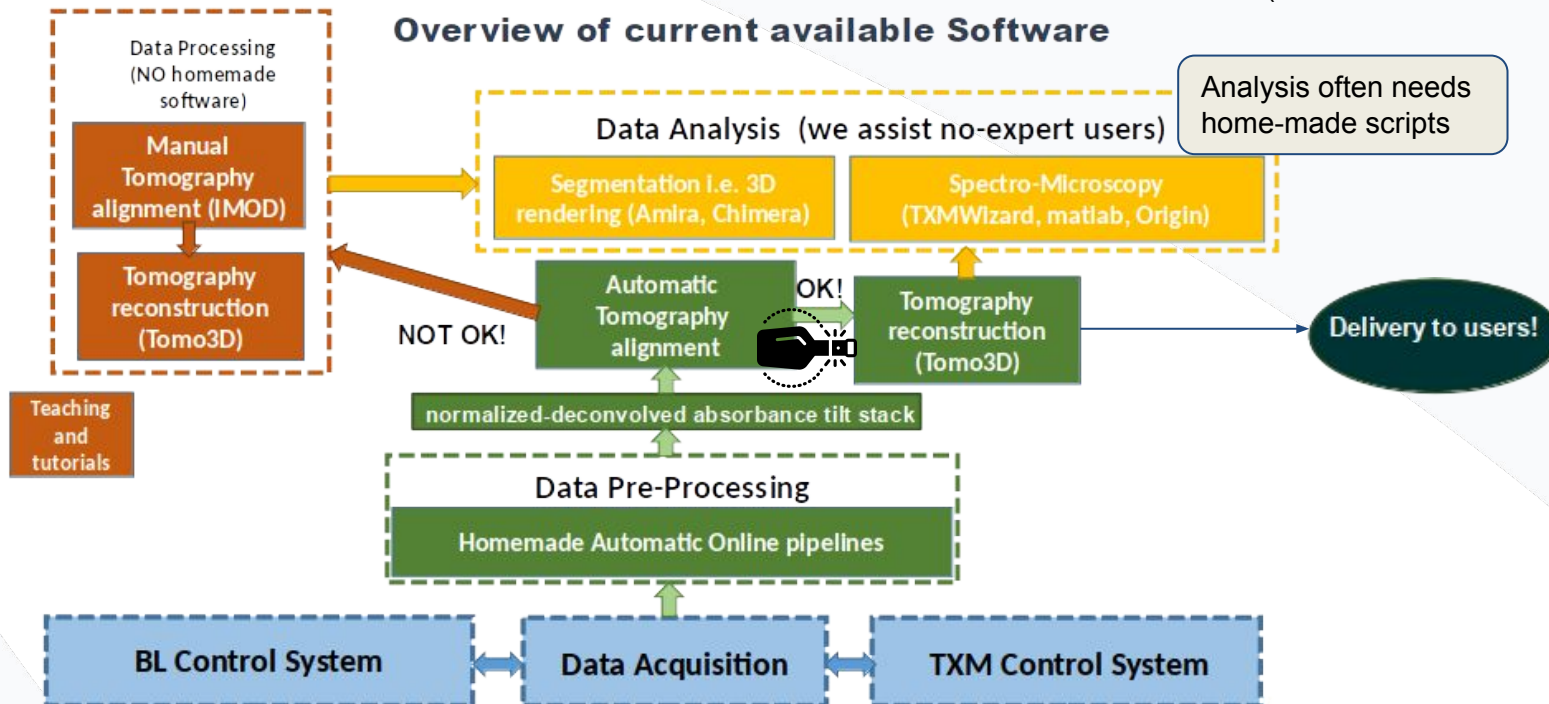 Overview of current available Software
Data Processing
(NO homemade
software)
Manual
Tomography
alignment (IMOD)
Tomography
reconstruction
(Tomo3D)
Teaching
and
tutorials
Analysis often needs
home-made scripts
Data Analysis (we assist no-expert users)
Segmentation i.e. 3D
rendering (Amira, Chimera)
Spectro-Microscopy
(TXMWizard, matlab, Origin)
NOT OK!
Automatic
Tomography
alignment
OK!
Tomography
reconstruction
(Tomo3D)
Delivery to users!
normalized-deconvolved absorbance tilt stack
Data Pre-Processing
Homemade Automatic Online pipelines
BL Control System
Data Acquisition
TXM Control System